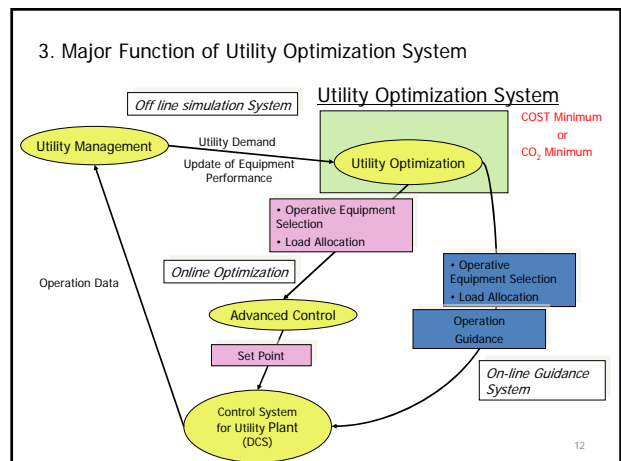 3. Major Function of Utility Optimization System
Off line simulation System
Utility Optimization System
COST Minimum
or
CO2 Minimum
Utility Management
Utility Demand
Update of Equipment
Performance
Utility Optimization
• Operative Equipment
Selection
• Load Allocation
Operation Data
Online Optimization
• Operative
Equipment Selection
• Load Allocation
Advanced Control
Operation
Guidance
Set Point
On-line Guidance
System
Control System
for Utility Plant
(DCS)
12